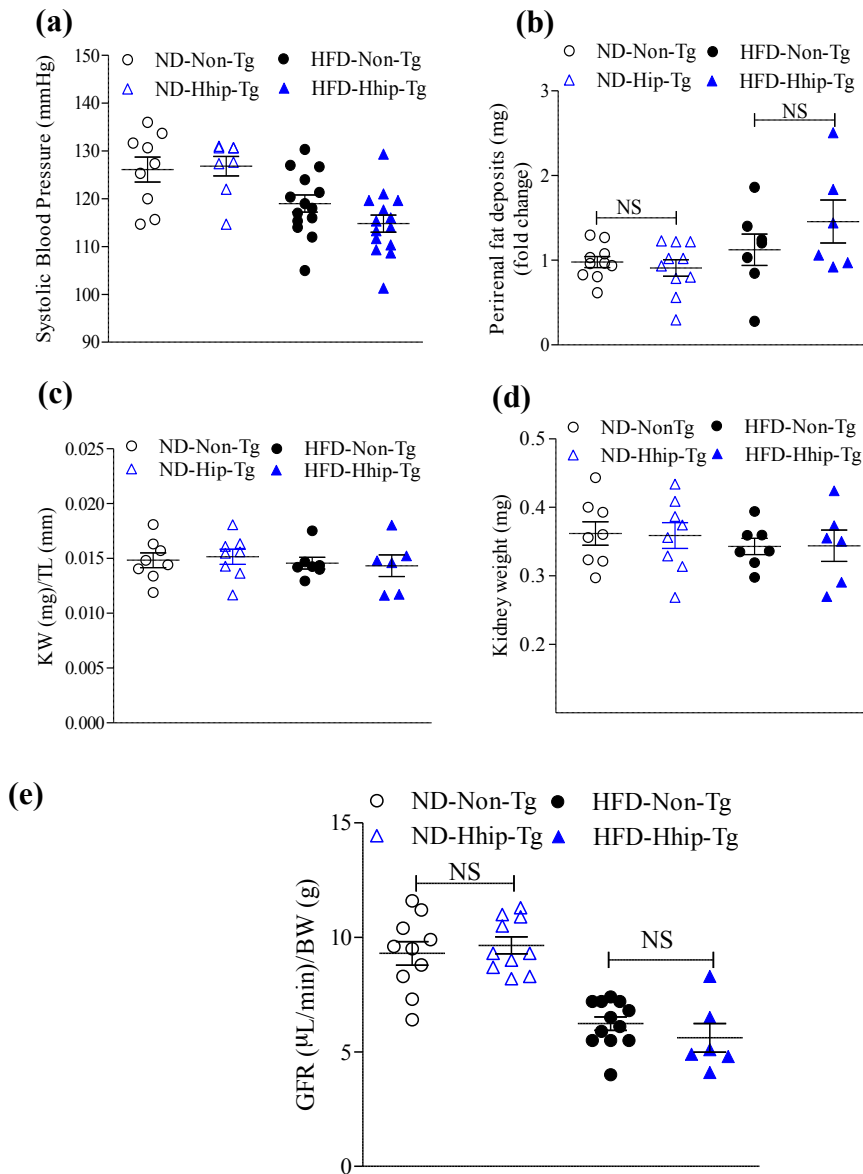 (a)
ND-Non-Tg HFD-Non-Tg
ND-Hhip-Tg HFD-Hhip-Tg
Systolic Blood Pressure (mmHg)
150
140
130
120
110
100
90
(b)
ND-Non-Tg HFD-Non-Tg
ND-Hip-Tg HFD-Hhip-Tg
Perirenal fat deposits (mg)
(fold change)
3
2
1
0
NS
NS
(c)
ND-Non-Tg HFD-Non-Tg
ND-Hip-Tg HFD-Hhip-Tg
KW (mg)/TL (mm)
0.025
0.020
0.015
0.010
0.005
0.000
(d)
ND-NonTg HFD-Non-Tg
ND-Hhip-Tg HFD-Hhip-Tg
Kidney weight (mg)
0.5
0.4
0.3
0.2
(e)
ND-Non-Tg HFD-Non-Tg
ND-Hhip-Tg HFD-Hhip-Tg
GFR (µL/min)/BW (g)
15
10
5
0
NS
NS